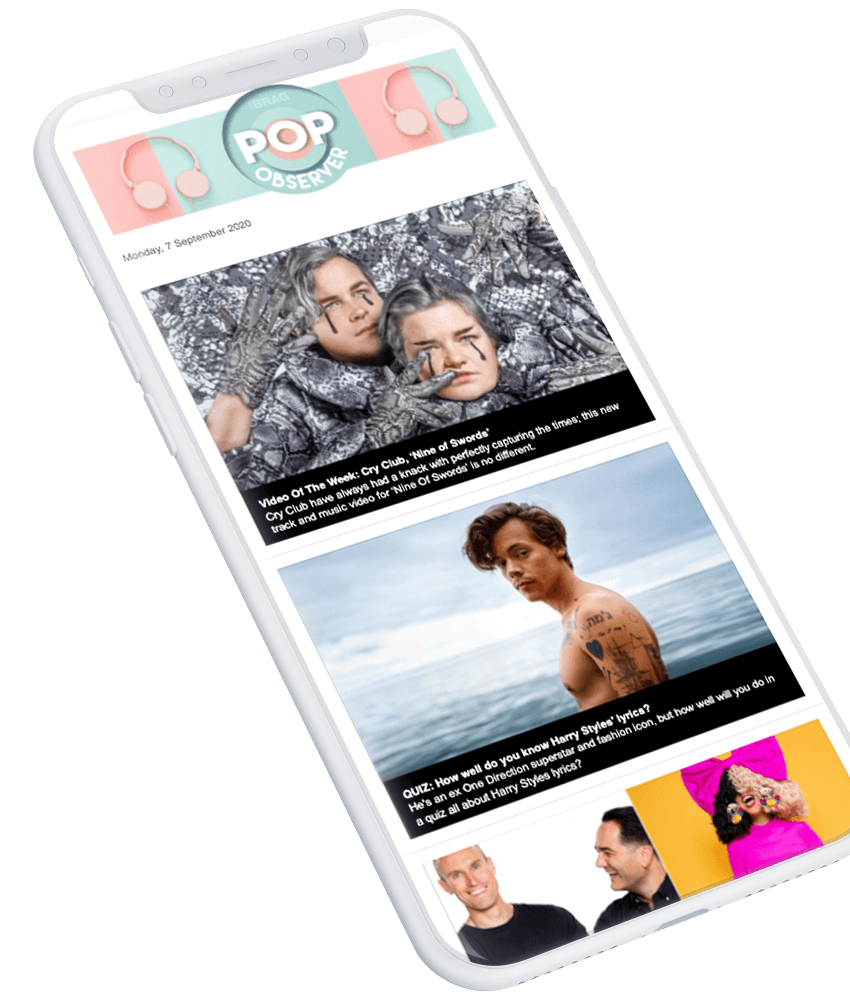 BRAG
POP
OBSERVER
Monday, 7 September 2020
Video Of The Week: Cry Club, 'Nine of Swords'
Cry Club have always had a knack with perfectly capturing the times; this new
track and music video for 'Nine Of Swords' is no different.
QUIZ: How well do you know Harry Styles' lyrics?
He's an ex One Direction superstar and fashion icon, but how well will you do in
a quiz all about Harry Styles lyrics?